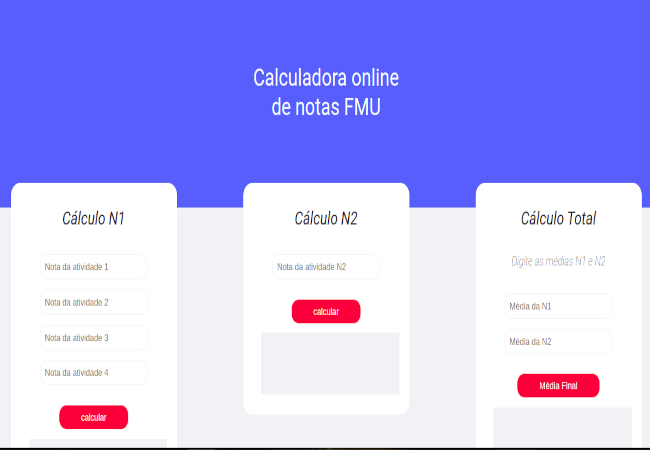 Calculadora online
de notas FMU
Cálculo N1
Nota da atividade 1
Nota da atividade 2
Nota da atividade 3
Nota da atividade 4
calcular
Cálculo N2
Nota da atividade N2
calcular
Cálculo Total
Digite as médias N1 e N2
Média da N1
Média da N2
Média Final